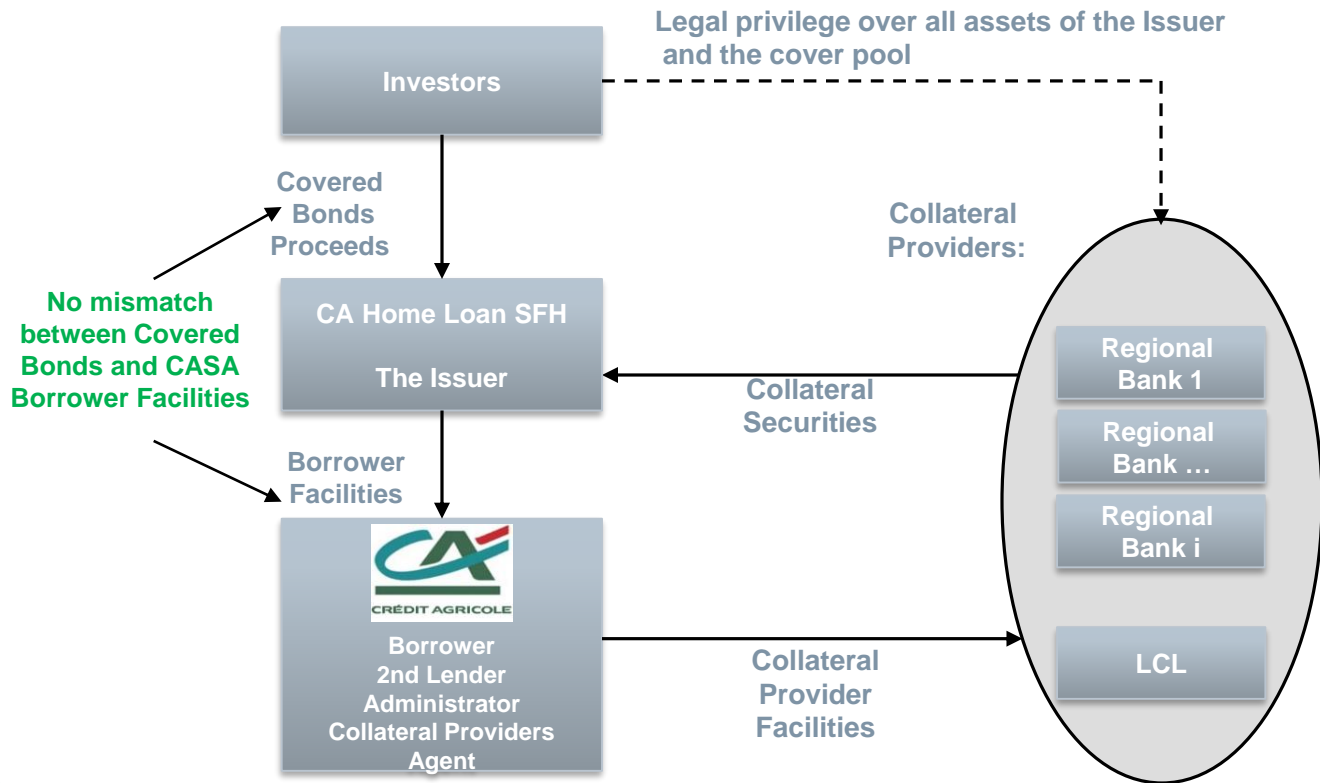 Legal privilege over all assets of the Issuer
and the cover pool
Investors
Covered
Bonds
Proceeds
Collateral
Providers:
No mismatch
between Covered
Bonds and CASA
Borrower Facilities
CA Home Loan SFH
The Issuer
Regional
Bank 1
Collateral
Securities
Regional
Bank …
Borrower
Facilities
Regional
Bank i
CRÉDIT AGRICOLE
Borrower
2nd Lender
Administrator
Collateral Providers
Agent
Collateral
Provider
Facilities
LCL